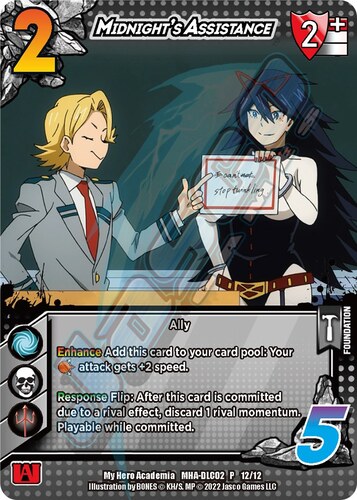 2
MIDNIGHT'S ASSISTANCE
2 +
stop twinkling
Ally
Enhance Add this card to your card pool: Your
attack gets +2 speed.
Response Flip: After this card is committed
due to a rival effect, discard 1 rival momentum.
Playable while committed.
FOUNDATION
5
My Hero Academia MHA-DLC02 P 12/12
Illustration by BONES © KH/S, MP © 2022 Jasco Games LLC